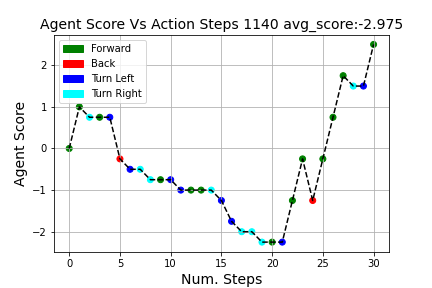 Agent Score Vs Action Steps 1140 avg_score:-2.975
Forward
Back
Turn Left
Turn Right
Agent Score
2
1
0
−1
−2
0 5 10 15 20 25 30
Num. Steps